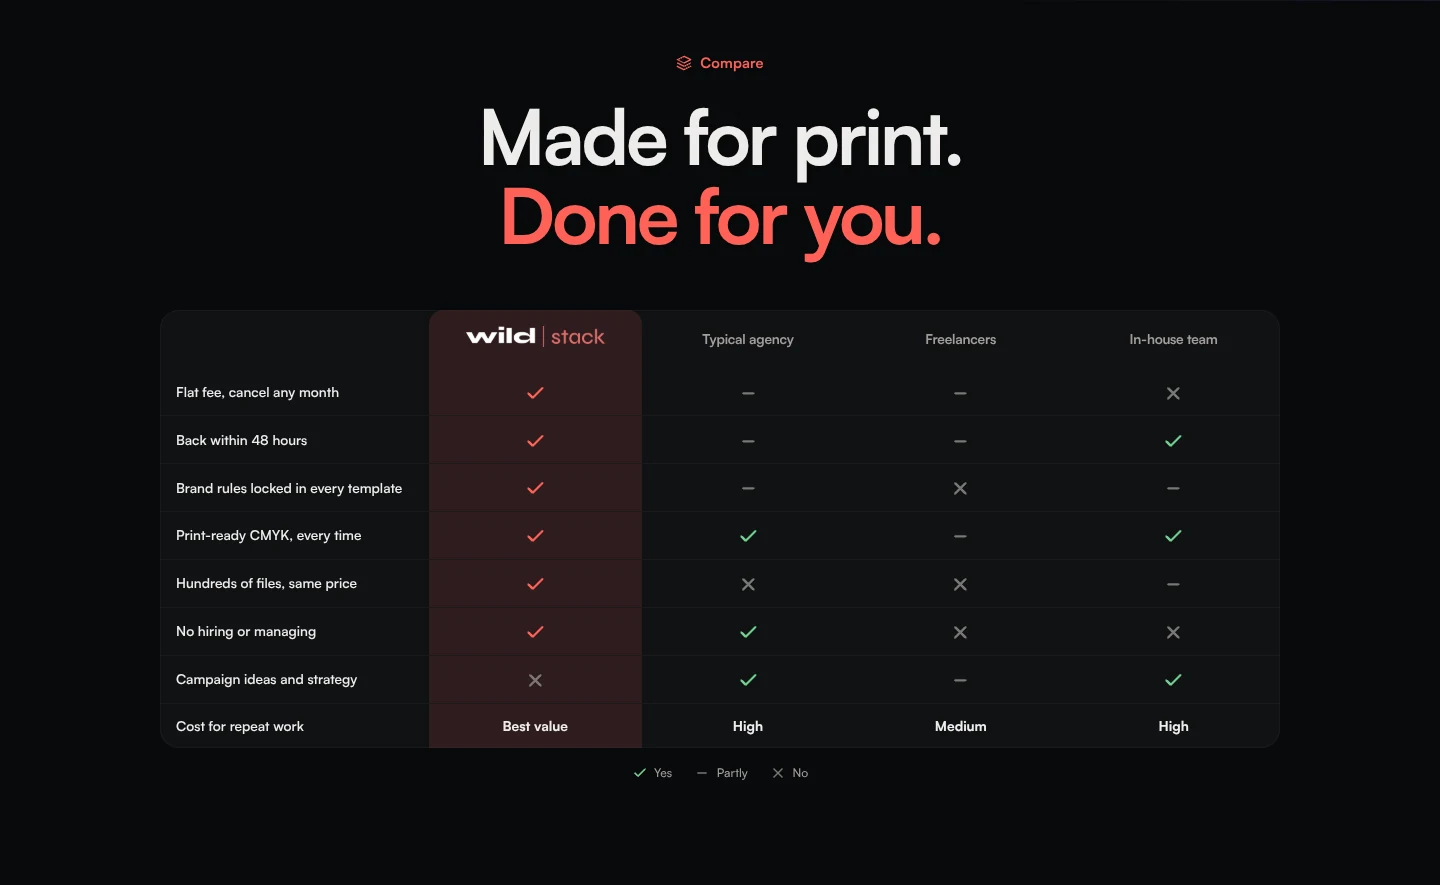 Compare
Made for print.
Done for you.
wild | stack
Typical agency
Freelancers
In-house team
Flat fee, cancel any month
Back within 48 hours
Brand rules locked in every template
Print-ready CMYK, every time
Hundreds of files, same price
No hiring or managing
Campaign ideas and strategy
Cost for repeat work
Best value
High
Medium
High
Yes
Partly
No